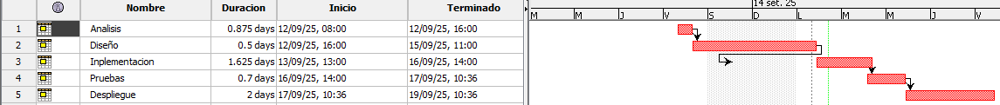 Nombre Duracion Inicio Terminado
1 Analisis 0.875 days 12/09/25, 08:00 12/09/25, 16:00
2 Diseño 0.5 days 12/09/25, 16:00 15/09/25, 11:00
3 Inplementacion 1.625 days 13/09/25, 13:00 16/09/25, 14:00
4 Pruebas 0.7 days 16/09/25, 14:00 17/09/25, 10:36
5 Despliegue 2 days 17/09/25, 10:36 19/09/25, 10:36
14 set. 25
M M J V S D L M M J V